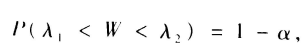 P(λ₁ < W < λ₂) = 1 - α,